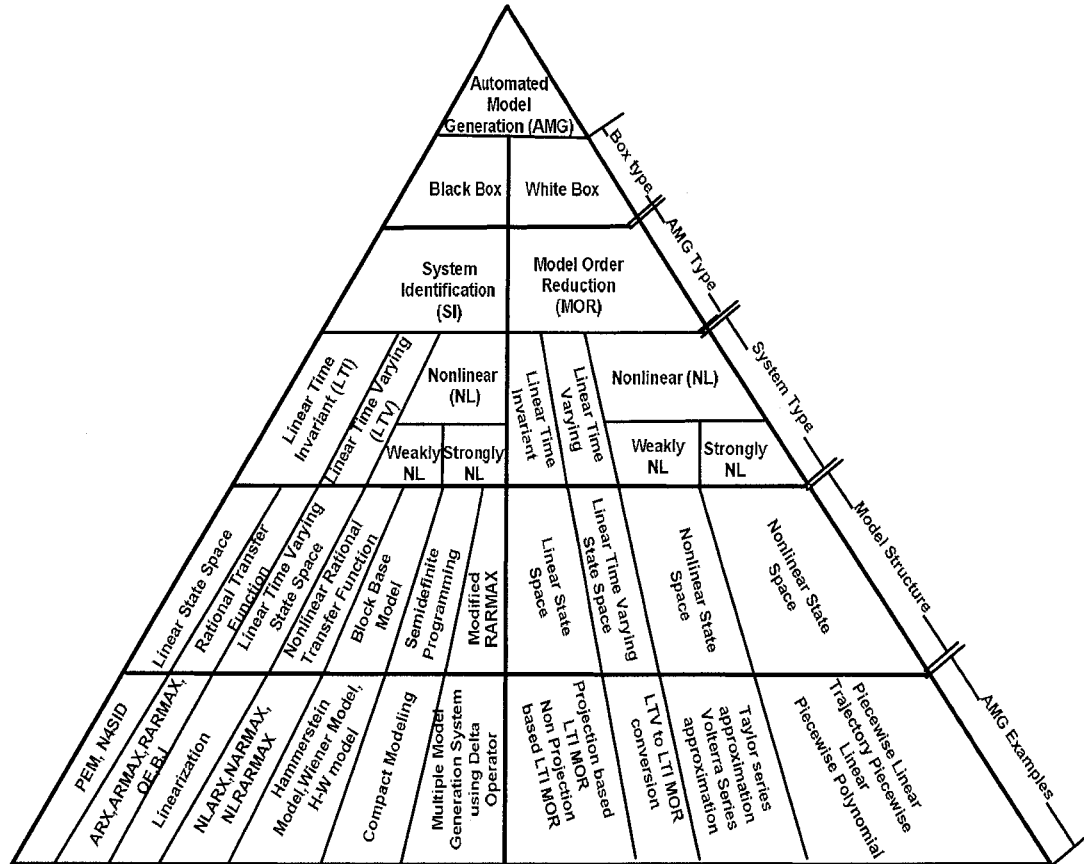 Automated
Model
Generation (AMG)
Black Box
White Box
System
Identification
(SI)
Model Order
Reduction
(MOR)
Linear Time
Invariant (LTI)
Linear Time Varying
(LTV)
Nonlinear
(NL)
Weakly
NL
Strongly
NL
Linear Time
Invariant
Linear Time
Varying
Nonlinear (NL)
Weakly
NL
Strongly
NL
Linear State Space
Rational Transfer
Function
Linear Time Varying
State Space
Nonlinear Rational
Transfer Function
Block Base
Model
Semidefinite
Programming
Modified
RARMAX
Linear State
Space
Linear Time Varying
State Space
Nonlinear State
Space
Nonlinear State
Space
PEM, N4SID
ARX,ARMAX,RARMAX,
OE,BJ
Linearization
NLARX,NARMAX,
NLRARMAX
Hammerstein
Model,Wiener Model,
H-W model
Compact Modeling
Multiple Model
Generation System
using Delta
Operator
Projection based
LTI MOR
Non Projection
based LTI MOR
LTV to LTI MOR
conversion
Taylor series
approximation
Volterra Series
approximation
Piecewise Linear
Trajectory Piecewise
Linear
Piecewise Polynomial
Box type
AMG Type
System Type
Model Structure
AMG Examples